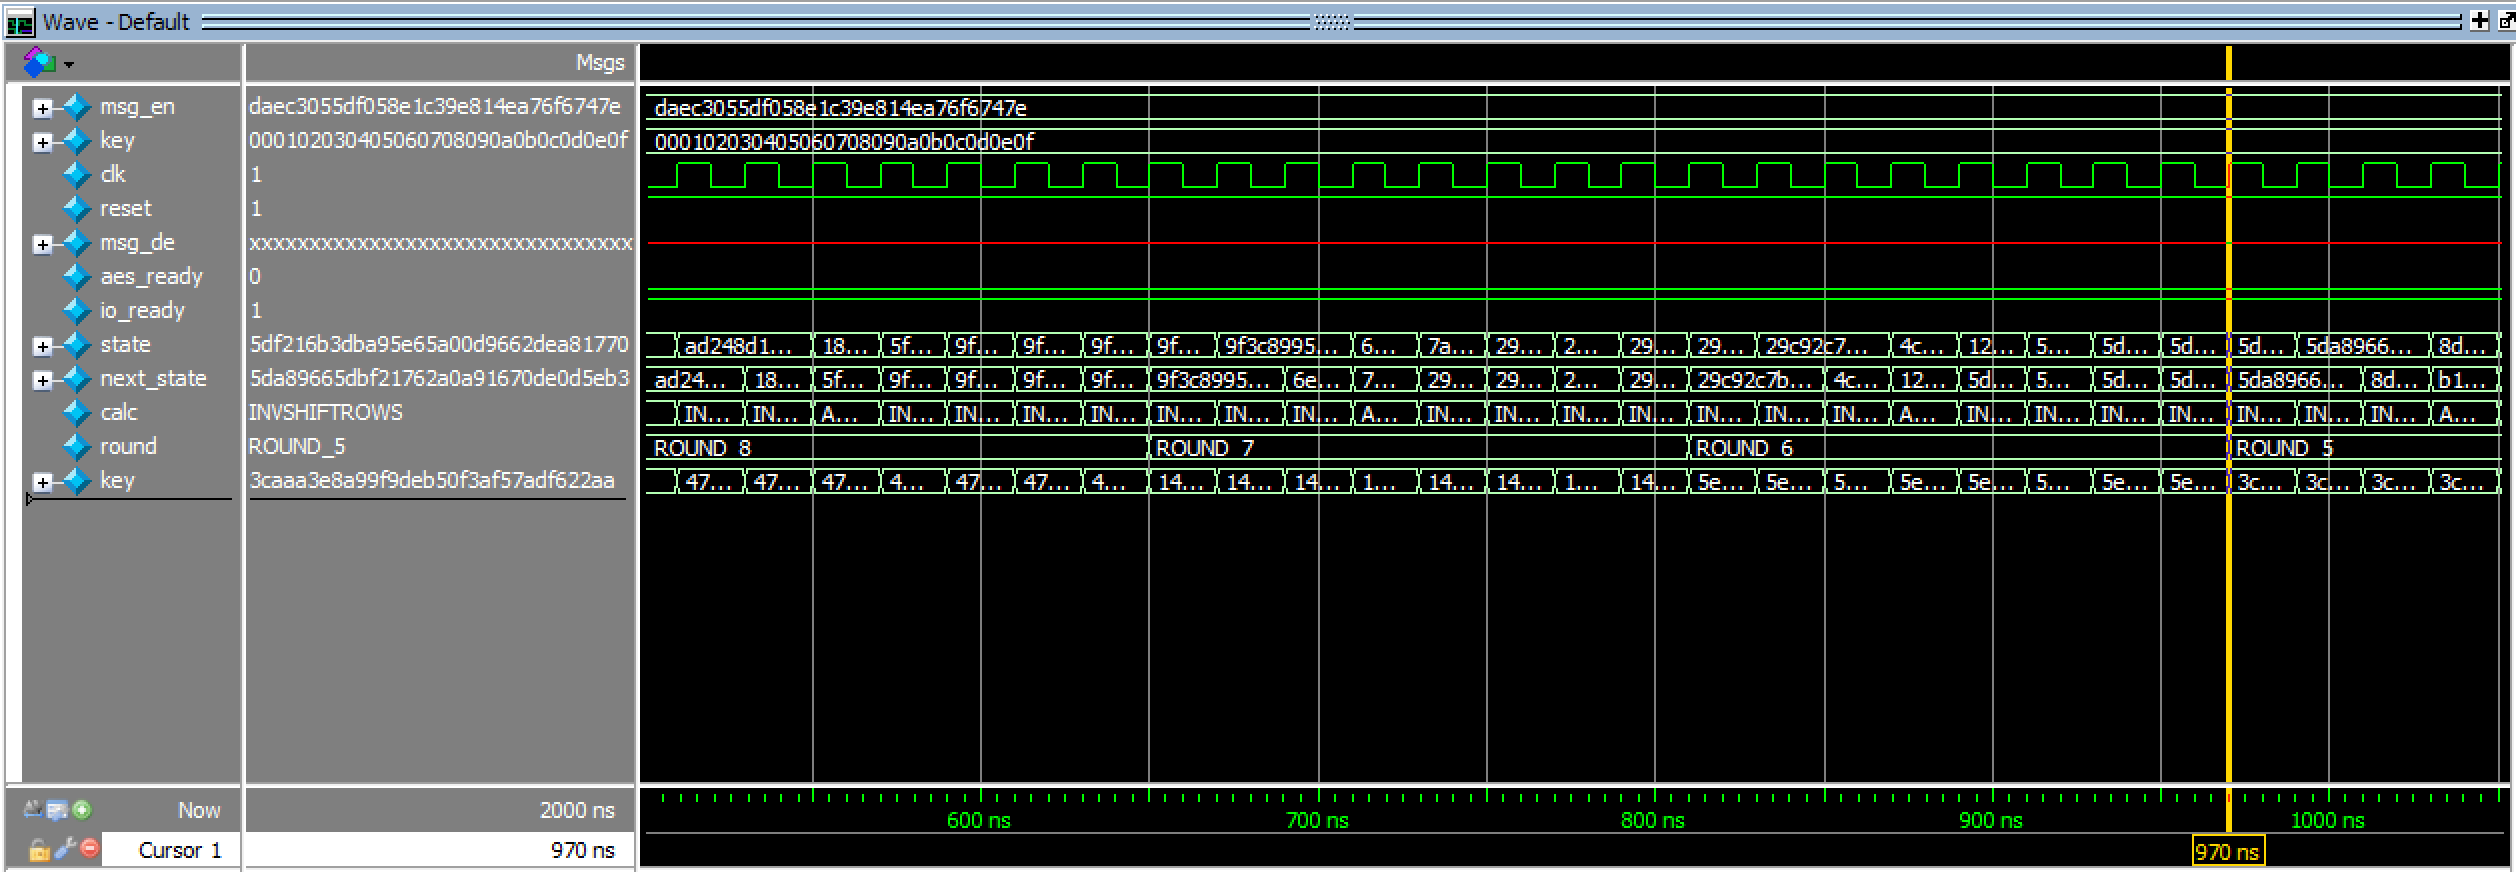 Wave - Default
Msgs
msg_en daec3055df058e1c39e814ea76f6747e daec3055df058e1c39e814ea76f6747e
key 000102030405060708090a0b0c0d0e0f 000102030405060708090a0b0c0d0e0f
clk 1
reset 1
msg_de xxxxxxxxxxxxxxxxxxxxxxxxxxxxxxxx
aes_ready 0
io_ready 1
state 5df216b3dba95e65a00d9662dea81770 ad248d1... 18... 5f... 9f... 9f... 9f... 9f... 9f3c8995... 6... 7a... 29... 2... 29... 29... 29c92c7... 4c... 12... 5... 5d... 5d... 5d... 5da8966... 8d...
next_state 5da89665dbf21762a0a91670de0d5eb3 ad24... 18... 5f... 9f... 9f... 9f... 9f... 9f3c8995... 6e... 7... 29... 29... 2... 29... 29c92c7b... 4c... 12... 5d... 5... 5d... 5d... 5da8966... 8d... b1...
calc INVSHIFTROWS IN... IN... A... IN... IN... IN... IN... IN... IN... IN... A... IN... IN... IN... IN... IN... IN... IN... A... IN... IN... IN... IN... IN... IN... IN... A...
round ROUND_5 ROUND_8 ROUND_7 ROUND_6 ROUND_5
key 3caaa3e8a99f9deb50f3af57adf622aa 47... 47... 47... 4... 47... 47... 4... 14... 14... 14... 1... 14... 14... 1... 14... 5e... 5e... 5... 5e... 5e... 5... 5e... 5e... 3c... 3c... 3c... 3c...
Now 2000 ns 600 ns 700 ns 800 ns 900 ns 1000 ns
Cursor 1 970 ns 970 ns